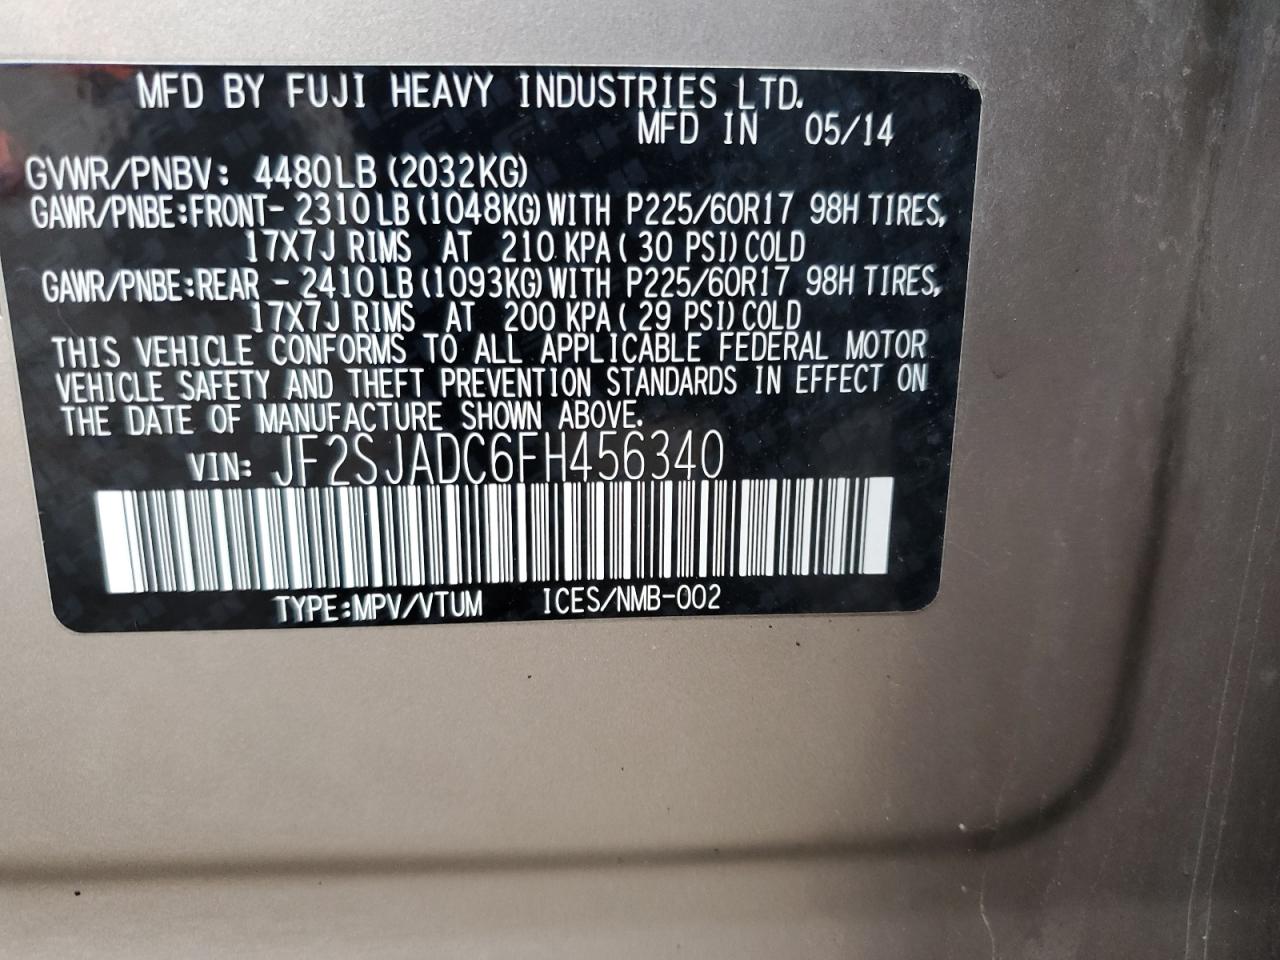 MFD BY FUJI HEAVY INDUSTRIES LTD.
MFD IN 05/14
GVWR/PNBV: 4480LB (2032KG)
GAWR/PNBE:FRONT- 2310LB(1048KG)WITH P225/60R17 98H TIRES,
17X7J RIMS AT 210 KPA( 30 PSI)COLD
GAWR/PNBE:REAR - 2410LB(1093KG)WITH P225/60R17 98H TIRES,
17X7J RIMS AT 200 KPA( 29 PSI)COLD
THIS VEHICLE CONFORMS TO ALL APPLICABLE FEDERAL MOTOR
VEHICLE SAFETY AND THEFT PREVENTION STANDARDS IN EFFECT ON
THE DATE OF MANUFACTURE SHOWN ABOVE.
VIN: JF2SJADC6FH456340
TYPE:MPV/VTUM ICES/NMB-002